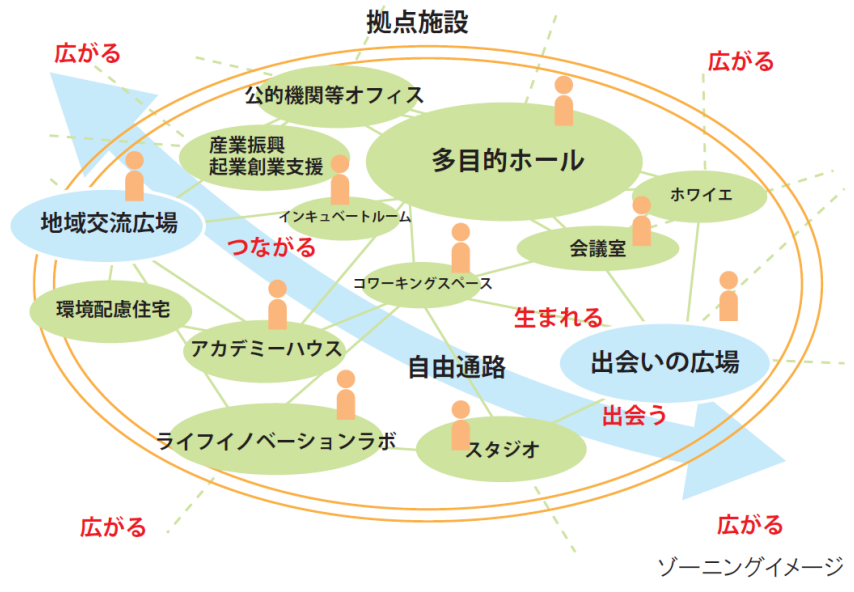 拠点施設
広がる
広がる
公的機関等オフィス
産業振興
起業創業支援
多目的ホール
ホワイエ
インキュベートルーム
地域交流広場
つながる
会議室
コワーキングスペース
環境配慮住宅
生まれる
アカデミーハウス
自由通路
出会いの広場
出会う
ライフイノベーションラボ
スタジオ
広がる
広がる
ゾーニングイメージ